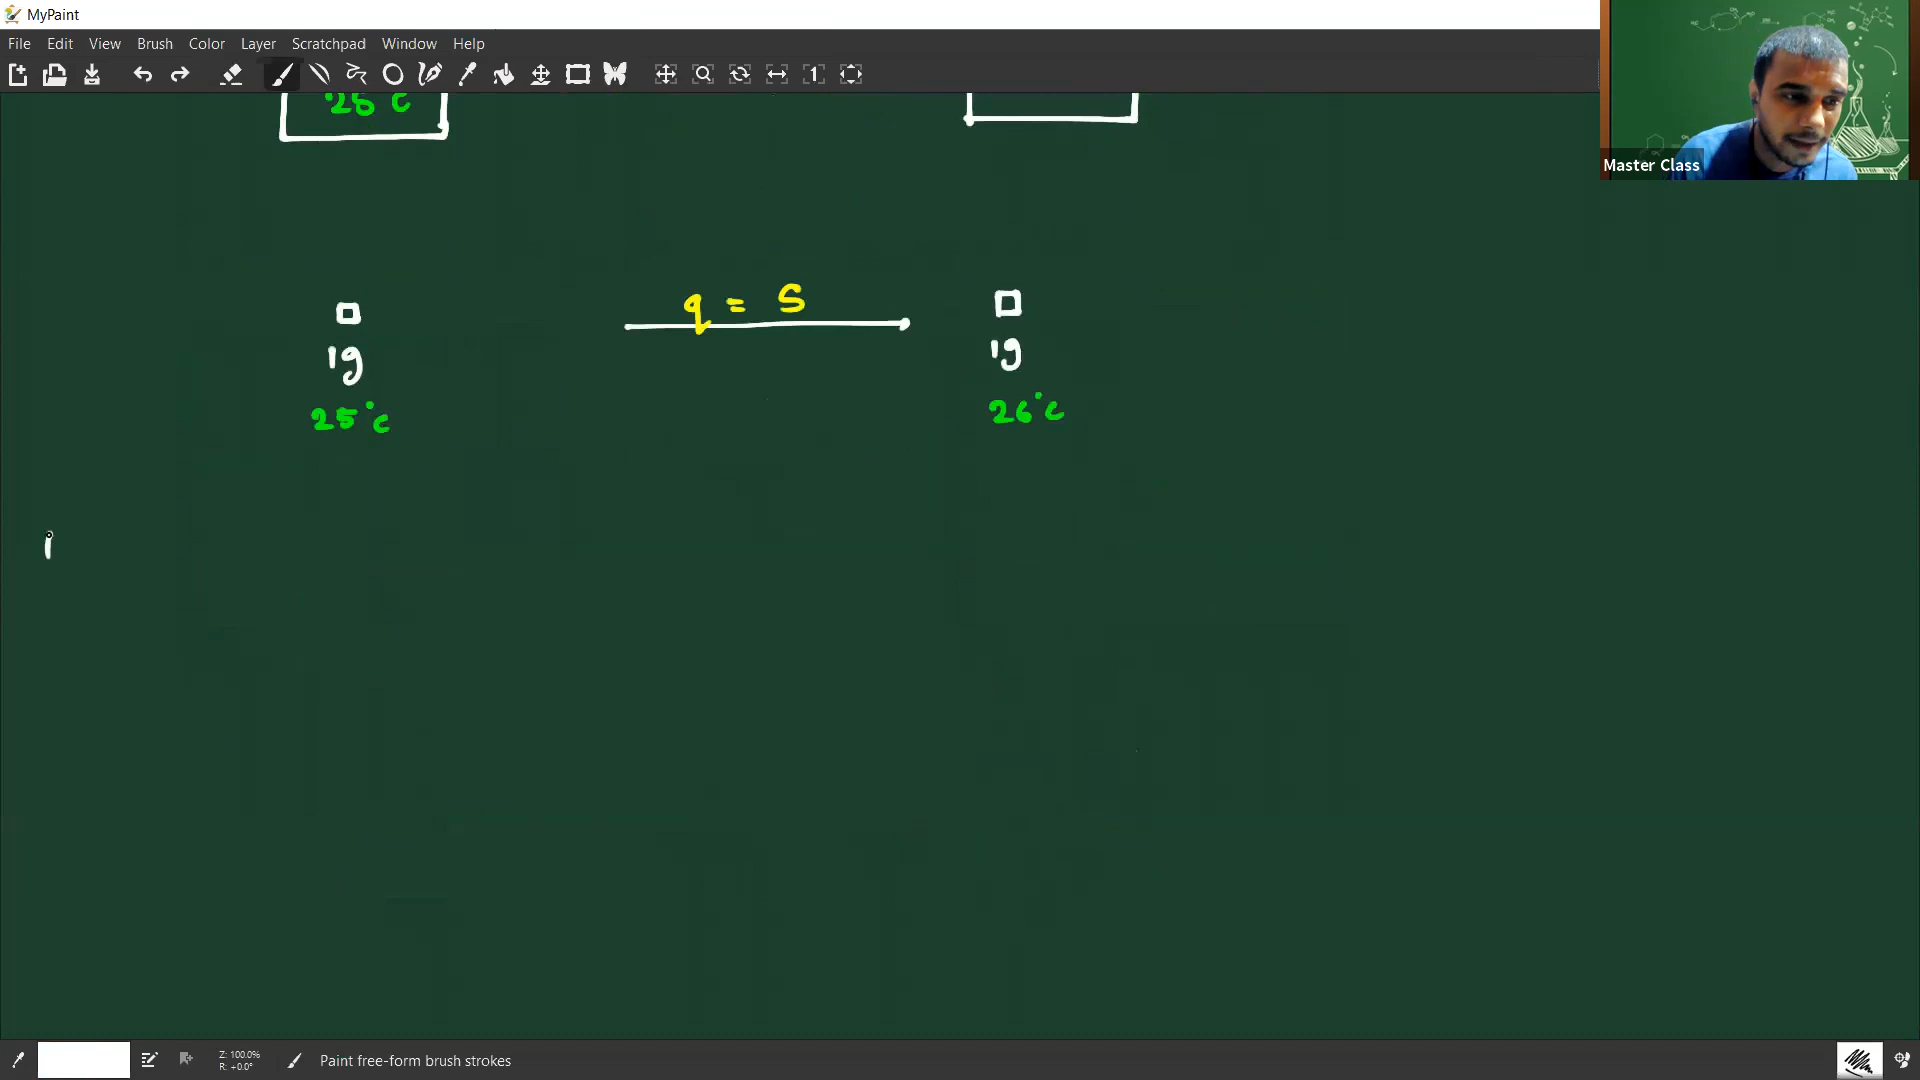 MyPaint
File Edit View Brush Color Layer Scratchpad Window Help
Master Class
25 °c
q = S
1g
1g
25°c
26°c
Z: 100.0%
R: +0.0°
Paint free-form brush strokes